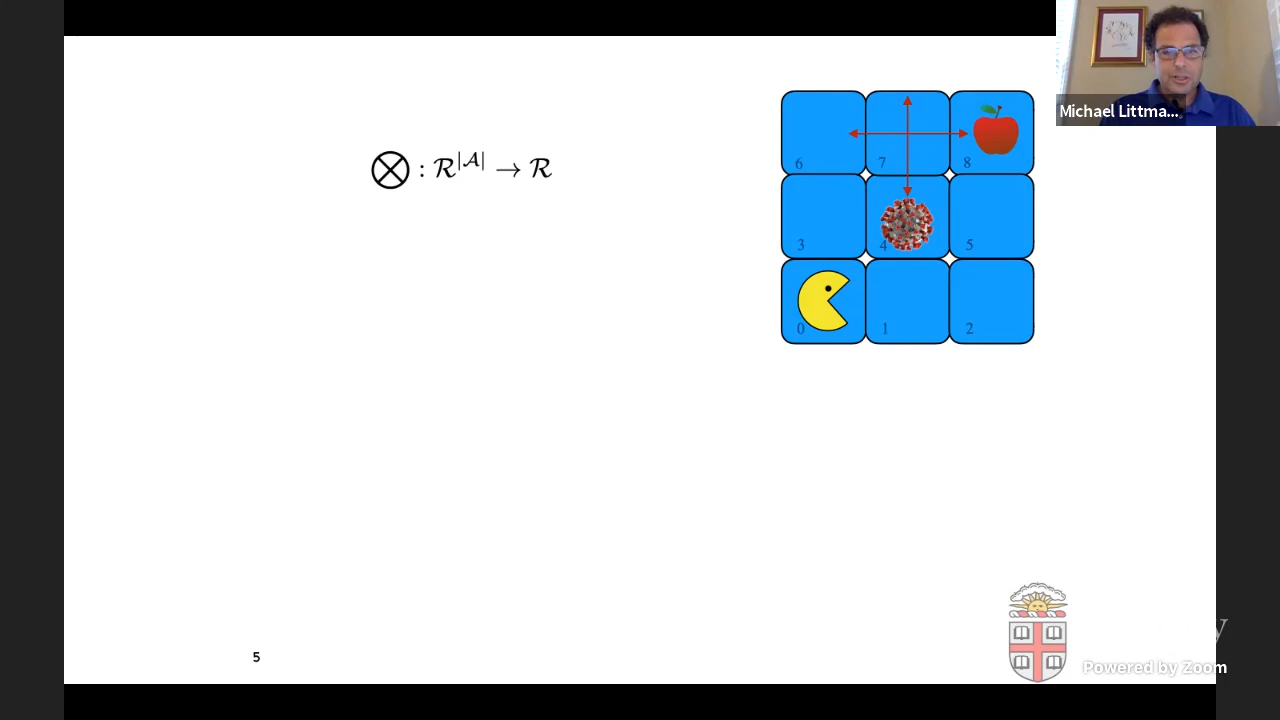 Michael Littma...
⨂ : ℛ^|𝒜| → ℛ
6 7 8
3 4 5
0 1 2
y
5
Powered by Zoom